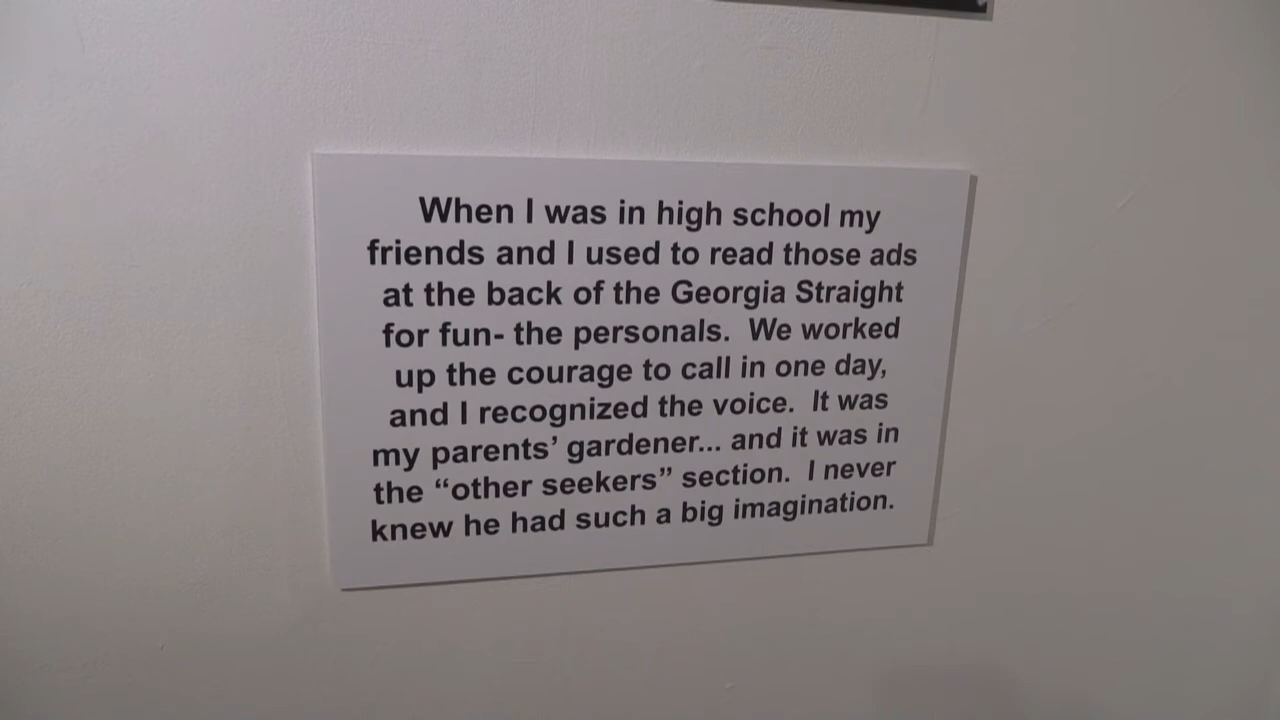 When I was in high school my
friends and I used to read those ads
at the back of the Georgia Straight
for fun- the personals.  We worked
up the courage to call in one day,
and I recognized the voice.  It was
my parents’ gardener... and it was in
the “other seekers” section.  I never
knew he had such a big imagination.